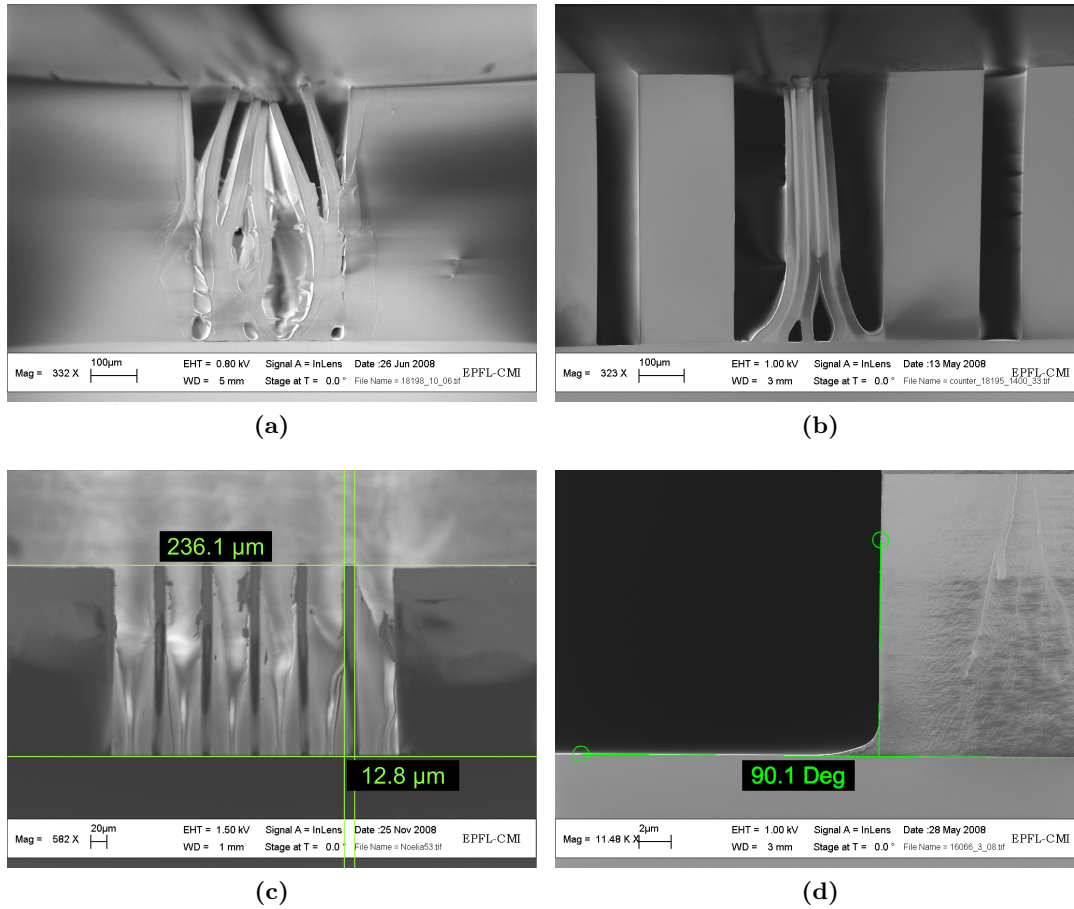 100µm EHT = 0.80 kV Signal A = InLens Date :26 Jun 2008
Mag = 332 X WD = 5 mm Stage at T = 0.0 ° File Name = 18198_10_06.tif EPFL-CMI
(a)
100µm EHT = 1.00 kV Signal A = InLens Date :13 May 2008
Mag = 323 X WD = 3 mm Stage at T = 0.0 ° File Name = counter_18195_1400_33.tif EPFL-CMI
(b)
236.1 µm
12.8 µm
20µm EHT = 1.50 kV Signal A = InLens Date :25 Nov 2008
Mag = 582 X WD = 1 mm Stage at T = 0.0 ° File Name = Noelia53.tif EPFL-CMI
(c)
90.1 Deg
2µm EHT = 1.00 kV Signal A = InLens Date :28 May 2008
Mag = 11.48 K X WD = 3 mm Stage at T = 0.0 ° File Name = 16066_3_08.tif EPFL-CMI
(d)